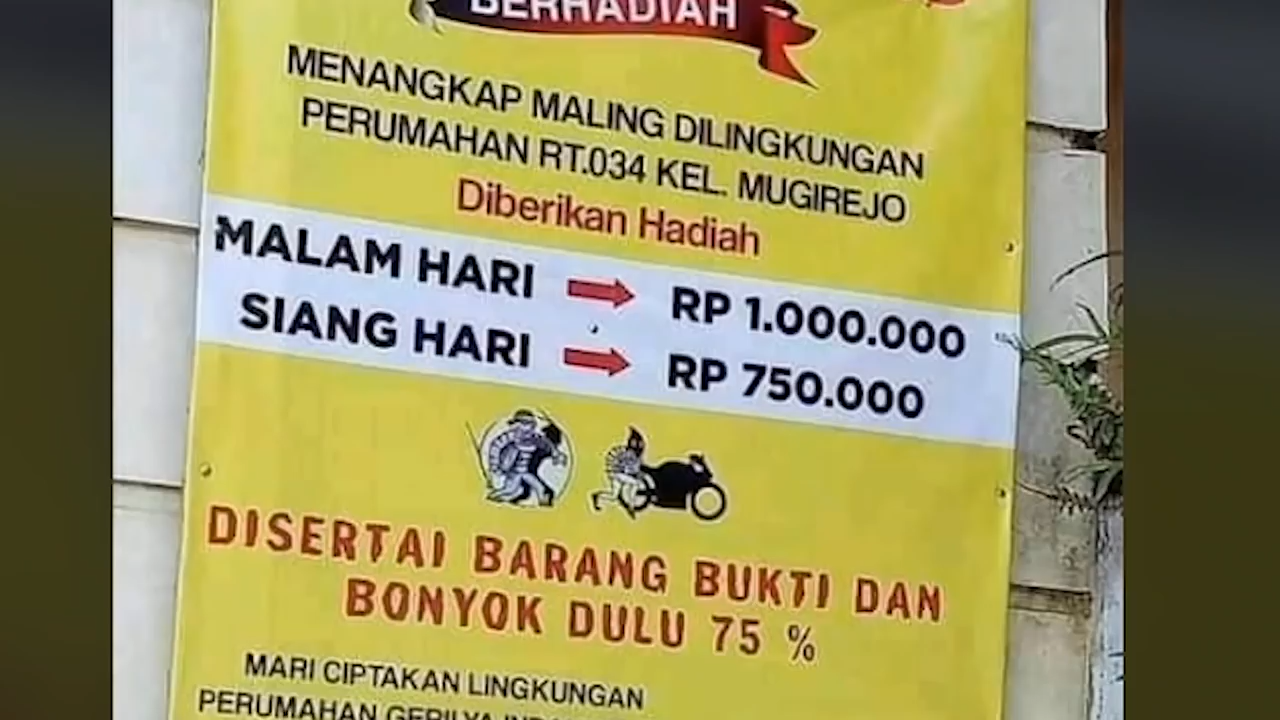 BERHADIAH
MENANGKAP MALING DILINGKUNGAN
PERUMAHAN RT.034 KEL. MUGIREJO
Diberikan Hadiah
MALAM HARI RP 1.000.000
SIANG HARI RP 750.000
DISERTAI BARANG BUKTI DAN
BONYOK DULU 75 %
MARI CIPTAKAN LINGKUNGAN
PERUMAHAN GERILYA